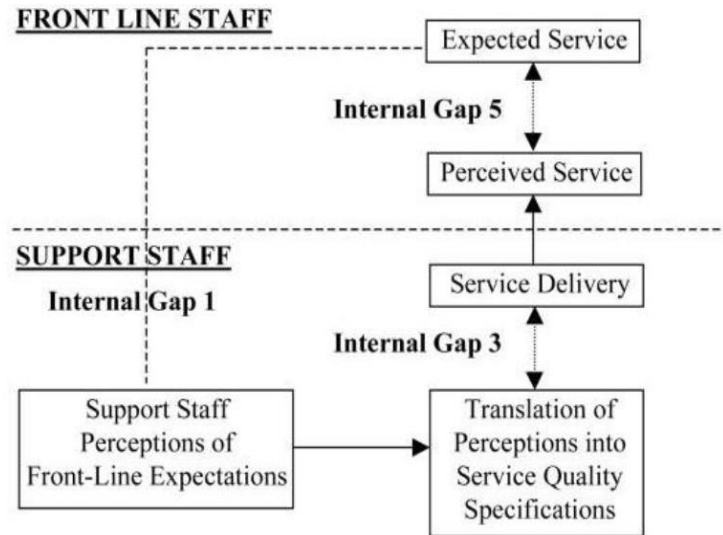 FRONT LINE STAFF
Expected Service
Internal Gap 5
Perceived Service
SUPPORT STAFF
Internal Gap 1
Service Delivery
Internal Gap 3
Support Staff
Perceptions of
Front-Line Expectations
Translation of
Perceptions into
Service Quality
Specifications